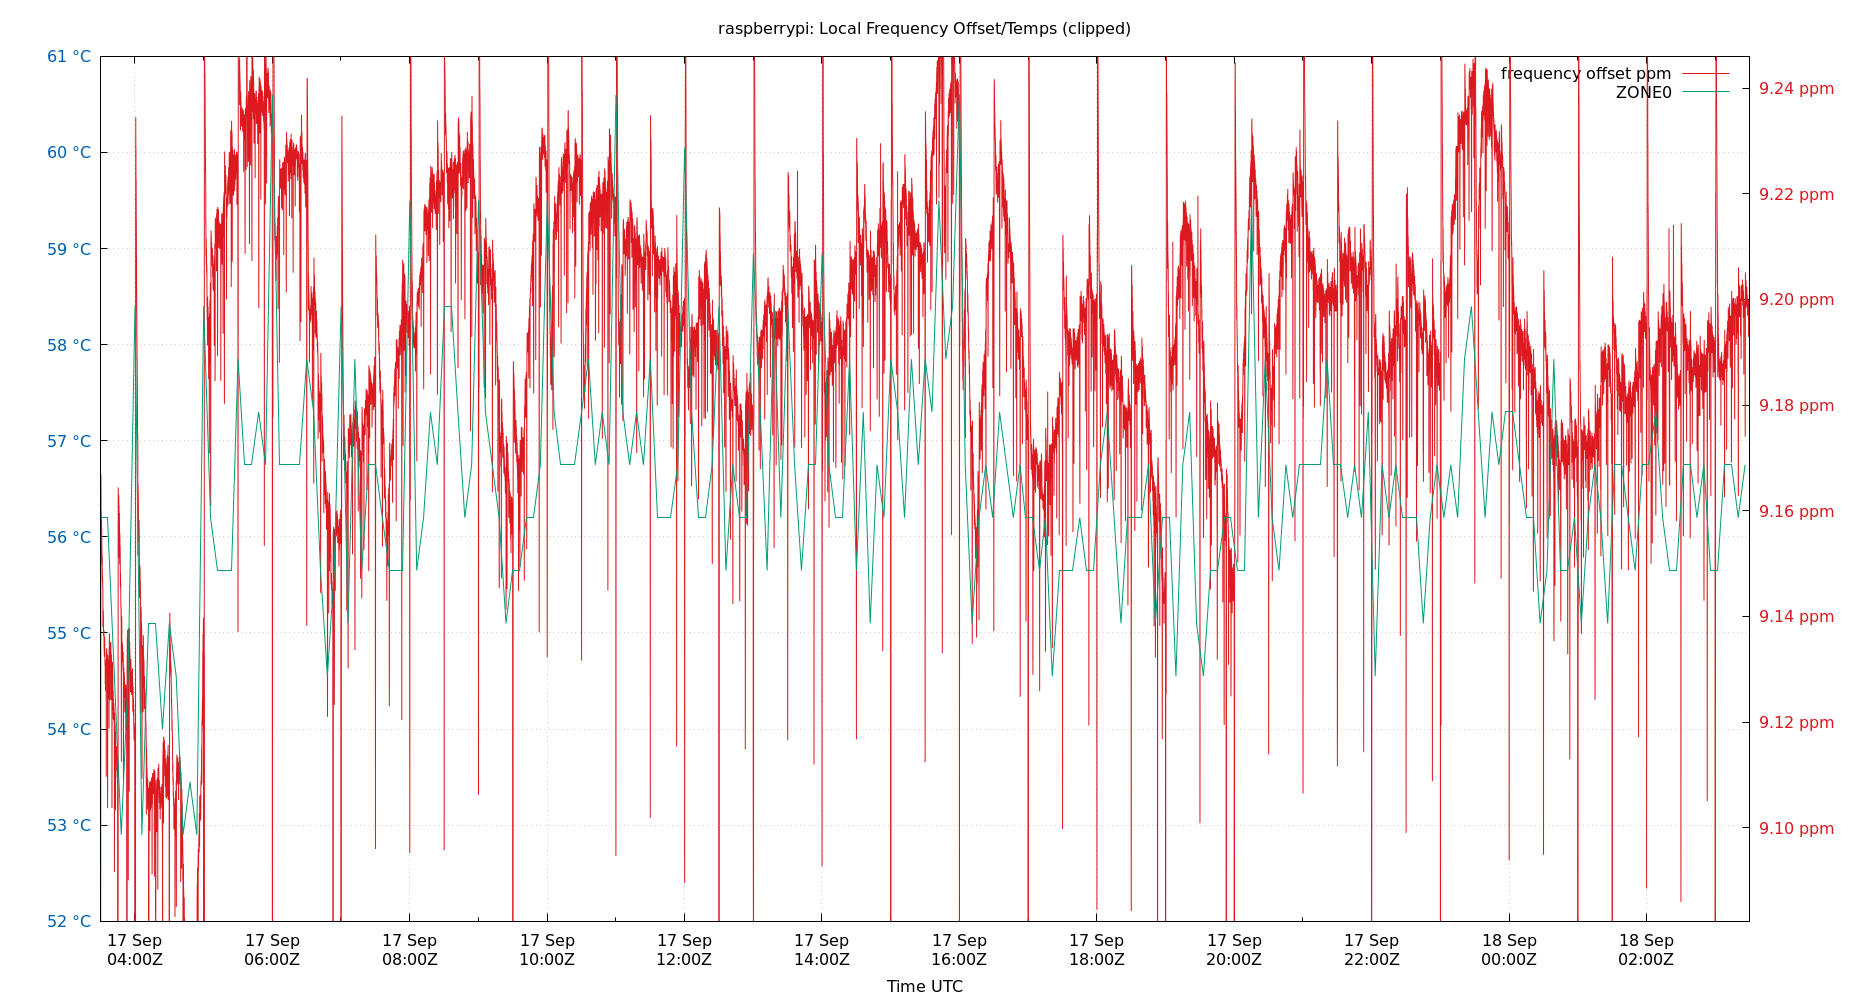 raspberrypi: Local Frequency Offset/Temps (clipped)
61 °C
60 °C
59 °C
58 °C
57 °C
56 °C
55 °C
54 °C
53 °C
52 °C
frequency offset ppm
ZONE0
9.24 ppm
9.22 ppm
9.20 ppm
9.18 ppm
9.16 ppm
9.14 ppm
9.12 ppm
9.10 ppm
17 Sep
04:00Z
17 Sep
06:00Z
17 Sep
08:00Z
17 Sep
10:00Z
17 Sep
12:00Z
17 Sep
14:00Z
17 Sep
16:00Z
17 Sep
18:00Z
17 Sep
20:00Z
17 Sep
22:00Z
18 Sep
00:00Z
18 Sep
02:00Z
Time UTC